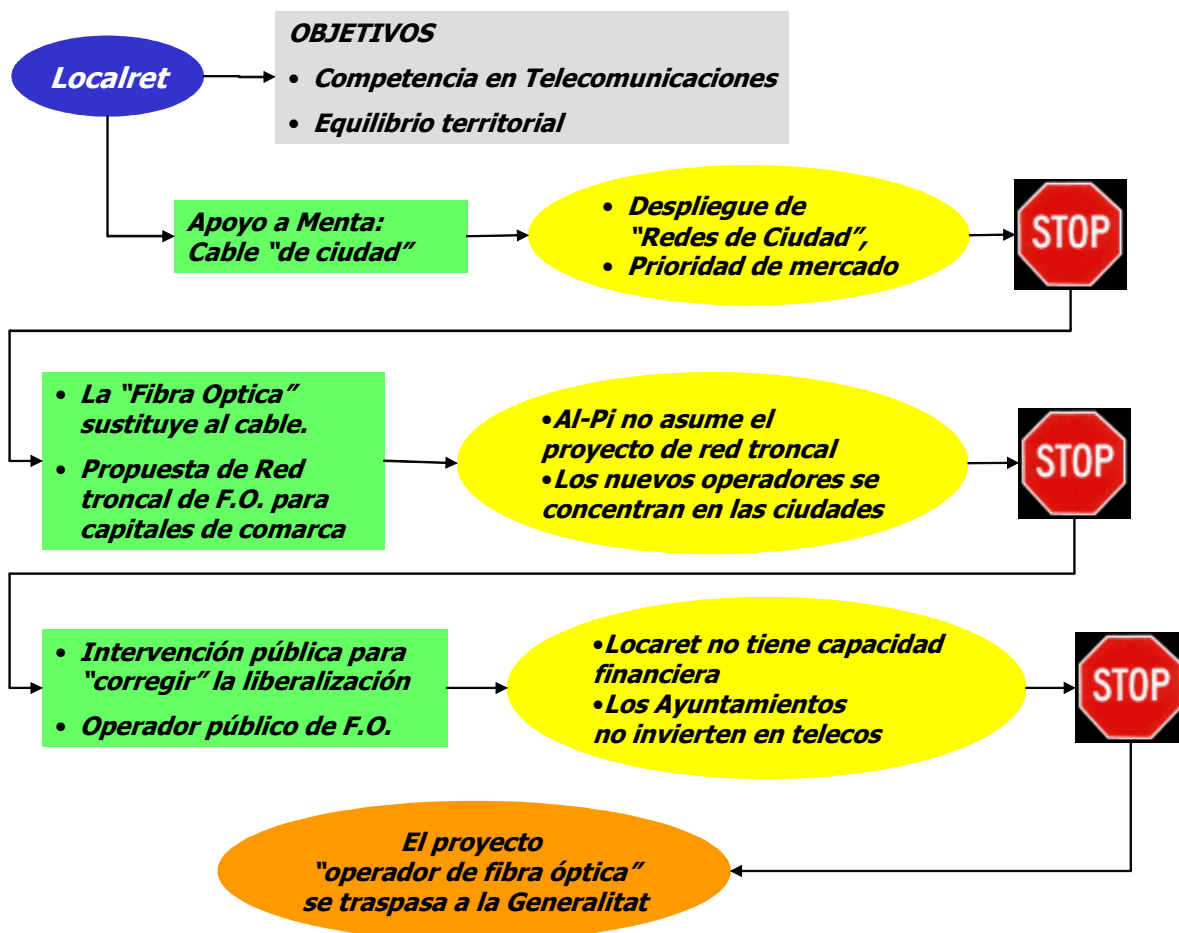 Localret
OBJETIVOS
• Competencia en Telecomunicaciones
• Equilibrio territorial
Apoyo a Menta:
Cable “de ciudad”
• Despliegue de
“Redes de Ciudad”,
• Prioridad de mercado
STOP
• La “Fibra Optica”
sustituye al cable.
• Propuesta de Red
troncal de F.O. para
capitales de comarca
•Al-Pi no asume el
proyecto de red troncal
•Los nuevos operadores se
concentran en las ciudades
STOP
• Intervención pública para
“corregir” la liberalización
• Operador público de F.O.
•Locaret no tiene capacidad
financiera
•Los Ayuntamientos
no invierten en telecos
STOP
El proyecto
“operador de fibra óptica”
se traspasa a la Generalitat